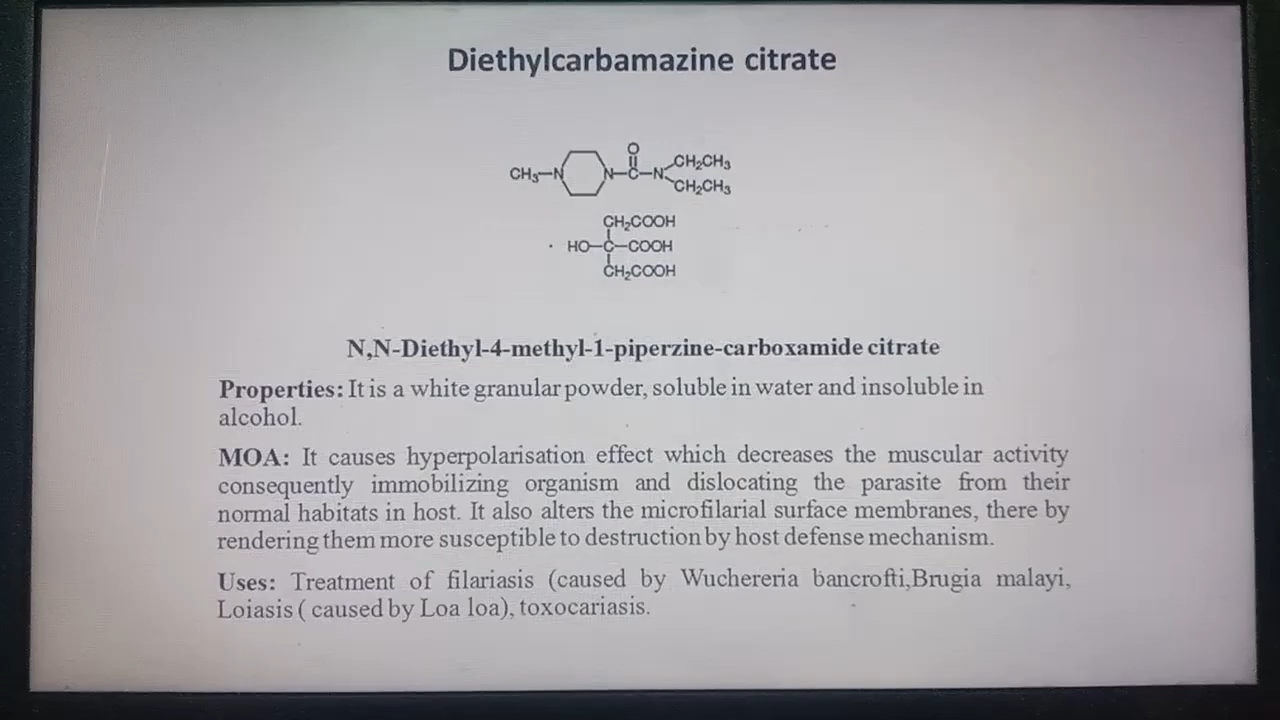 Diethylcarbamazine citrate
O
CH₃—N N—C—N CH₂CH₃
CH₂CH₃
CH₂COOH
· HO—C—COOH
CH₂COOH
N,N-Diethyl-4-methyl-1-piperzine-carboxamide citrate
Properties: It is a white granular powder, soluble in water and insoluble in
alcohol.
MOA: It causes hyperpolarisation effect which decreases the muscular activity
consequently immobilizing organism and dislocating the parasite from their
normal habitats in host. It also alters the microfilarial surface membranes, there by
rendering them more susceptible to destruction by host defense mechanism.
Uses: Treatment of filariasis (caused by Wuchereria bancrofti,Brugia malayi,
Loiasis ( caused by Loa loa), toxocariasis.